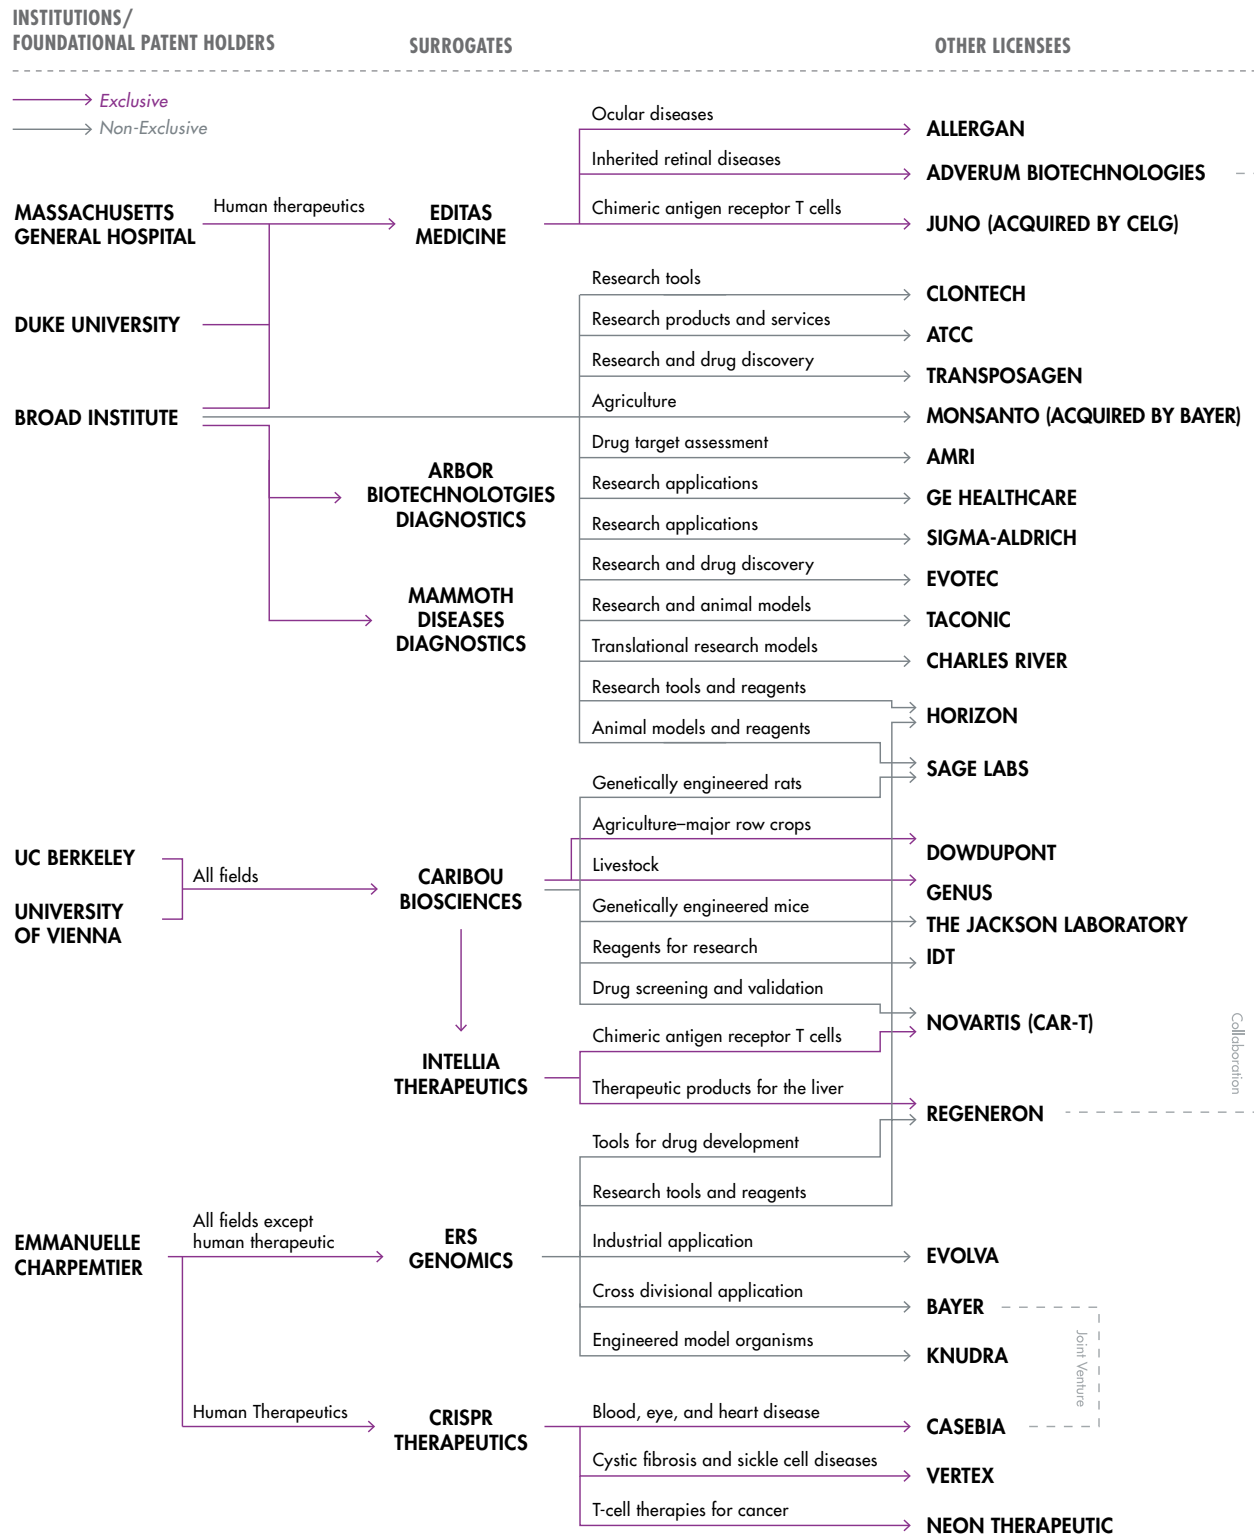 INSTITUTIONS/
FOUNDATIONAL PATENT HOLDERS
SURROGATES
OTHER LICENSEES
Exclusive
Non-Exclusive
MASSACHUSETTS
GENERAL HOSPITAL
Human therapeutics
EDITAS
MEDICINE
Ocular diseases
ALLERGAN
Inherited retinal diseases
ADVERUM BIOTECHNOLOGIES
Chimeric antigen receptor T cells
JUNO (ACQUIRED BY CELG)
DUKE UNIVERSITY
BROAD INSTITUTE
Research tools
CLONTECH
Research products and services
ATCC
Research and drug discovery
TRANSPOSAGEN
Agriculture
MONSANTO (ACQUIRED BY BAYER)
Drug target assessment
AMRI
ARBOR
BIOTECHNOLOTGIES
DIAGNOSTICS
Research applications
GE HEALTHCARE
Research applications
SIGMA-ALDRICH
Research and drug discovery
EVOTEC
MAMMOTH
DISEASES
DIAGNOSTICS
Research and animal models
TACONIC
Translational research models
CHARLES RIVER
Research tools and reagents
HORIZON
Animal models and reagents
SAGE LABS
UC BERKELEY
UNIVERSITY
OF VIENNA
All fields
CARIBOU
BIOSCIENCES
Genetically engineered rats
Agriculture–major row crops
DOWDUPONT
Livestock
GENUS
Genetically engineered mice
THE JACKSON LABORATORY
Reagents for research
IDT
Drug screening and validation
NOVARTIS (CAR-T)
INTELLIA
THERAPEUTICS
Chimeric antigen receptor T cells
Therapeutic products for the liver
REGENERON
Collaboration
EMMANUELLE
CHARPEMTIER
All fields except
human therapeutic
ERS
GENOMICS
Tools for drug development
Research tools and reagents
Industrial application
EVOLVA
Cross divisional application
BAYER
Engineered model organisms
KNUDRA
Joint Venture
Human Therapeutics
CRISPR
THERAPEUTICS
Blood, eye, and heart disease
CASEBIA
Cystic fibrosis and sickle cell diseases
VERTEX
T-cell therapies for cancer
NEON THERAPEUTIC